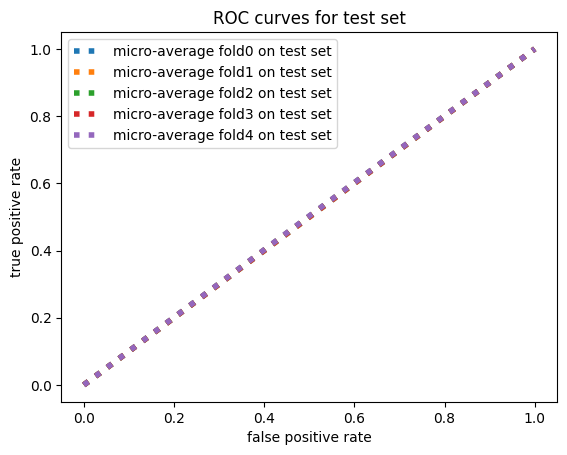 ROC curves for test set
micro-average fold0 on test set
micro-average fold1 on test set
micro-average fold2 on test set
micro-average fold3 on test set
micro-average fold4 on test set
true positive rate
1.0
0.8
0.6
0.4
0.2
0.0
0.0 0.2 0.4 0.6 0.8 1.0
false positive rate